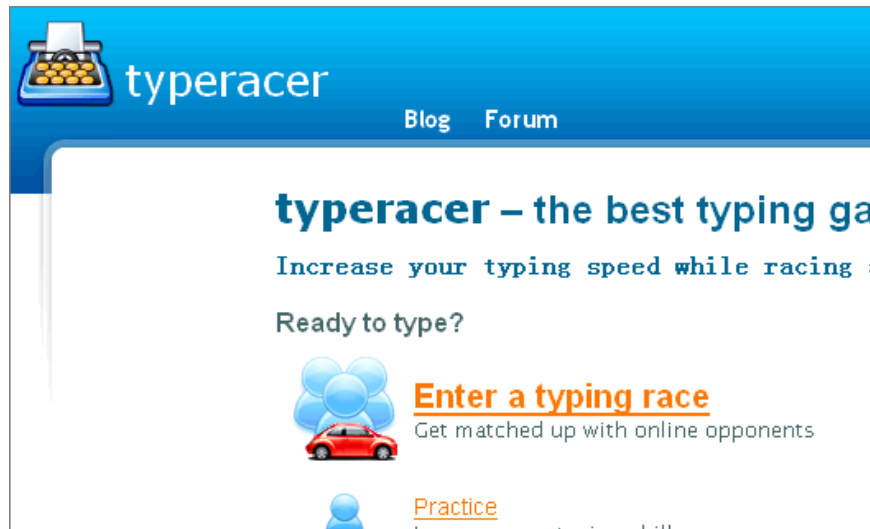 typeracer
Blog Forum
typeracer – the best typing ga
Increase your typing speed while racing
Ready to type?
Enter a typing race
Get matched up with online opponents
Practice